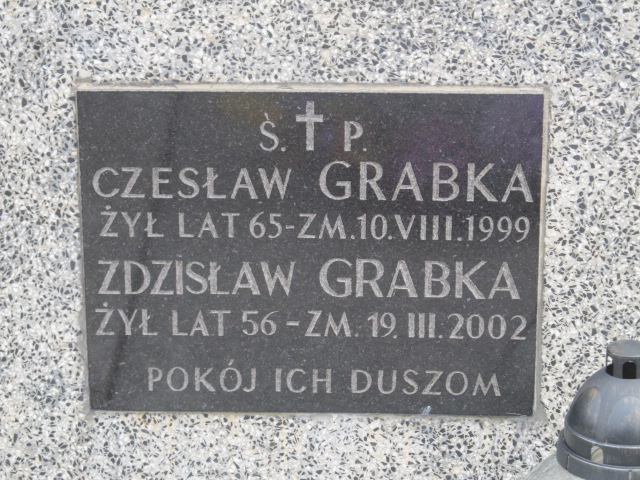 Ś. ✝ P.
CZESŁAW GRABKA
ŻYŁ LAT 65-ZM.10.VIII.1999
ZDZISŁAW GRABKA
ŻYŁ LAT 56-ZM. 19.III.2002
POKÓJ ICH DUSZOM